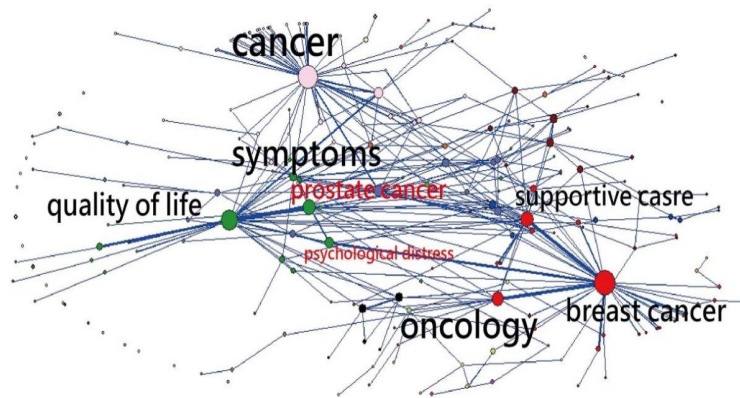 cancer
symptoms
prostate cancer
quality of life
supportive casre
psychological distress
oncology
breast cancer